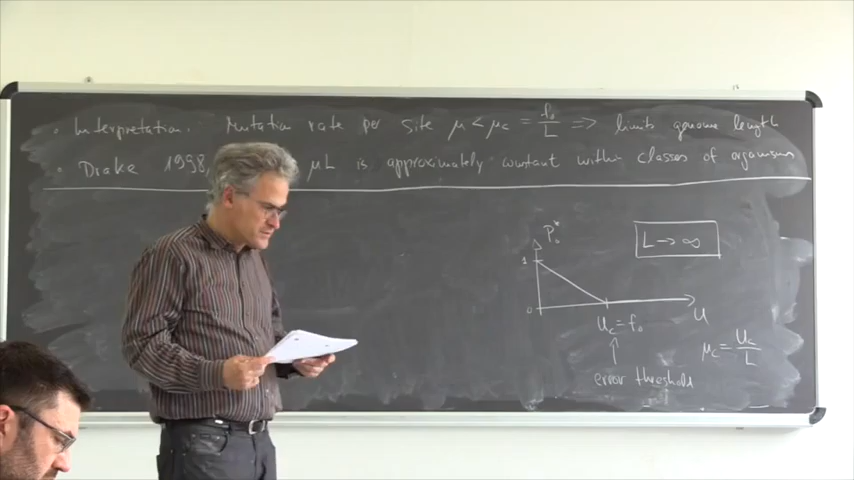 • Interpretation. Mutation rate per site μ < μc = f₀/L ⇒ limits genome length
• Drake 1998 μL is approximately constant within classes of organisms
P₀*
L → ∞
1
0
Uc = f₀
U
↑
μc = Uc/L
error threshold